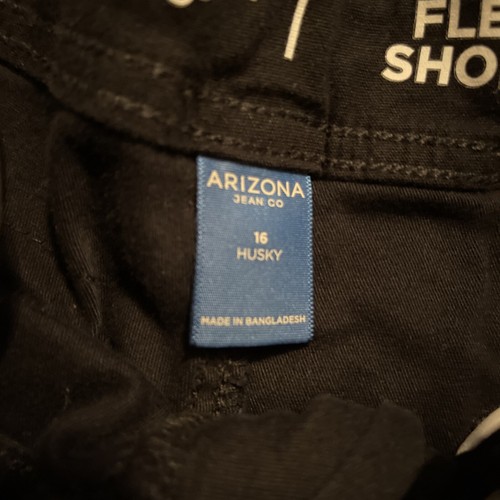 ARIZONA
JEAN CO
16
HUSKY
MADE IN BANGLADESH